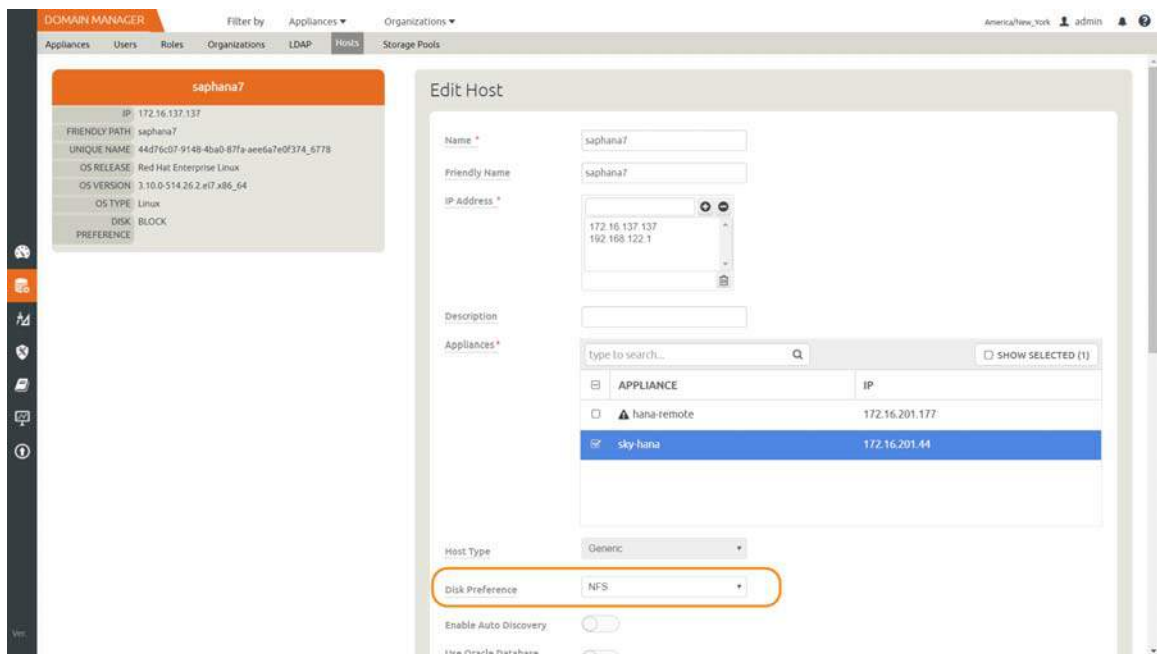 DOMAIN MANAGER
Filter by Appliances ▾ Organizations ▾
America/New_York admin
Appliances Users Roles Organizations LDAP Hosts Storage Pools
saphana7
IP 172.16.137.137
FRIENDLY PATH saphana7
UNIQUE NAME 44d76c07-9148-4ba0-87fa-aee6a7e0f374_6778
OS RELEASE Red Hat Enterprise Linux
OS VERSION 3.10.0-514.26.2.el7.x86_64
OS TYPE Linux
DISK PREFERENCE BLOCK
Edit Host
Name * saphana7
Friendly Name saphana7
IP Address *
172.16.137.137
192.168.122.1
Description
Appliances *
type to search...
SHOW SELECTED (1)
APPLIANCE IP
hana-remote 172.16.201.177
sky-hana 172.16.201.44
Host Type Generic
Disk Preference NFS
Enable Auto Discovery
Use Oracle Database
Ver.